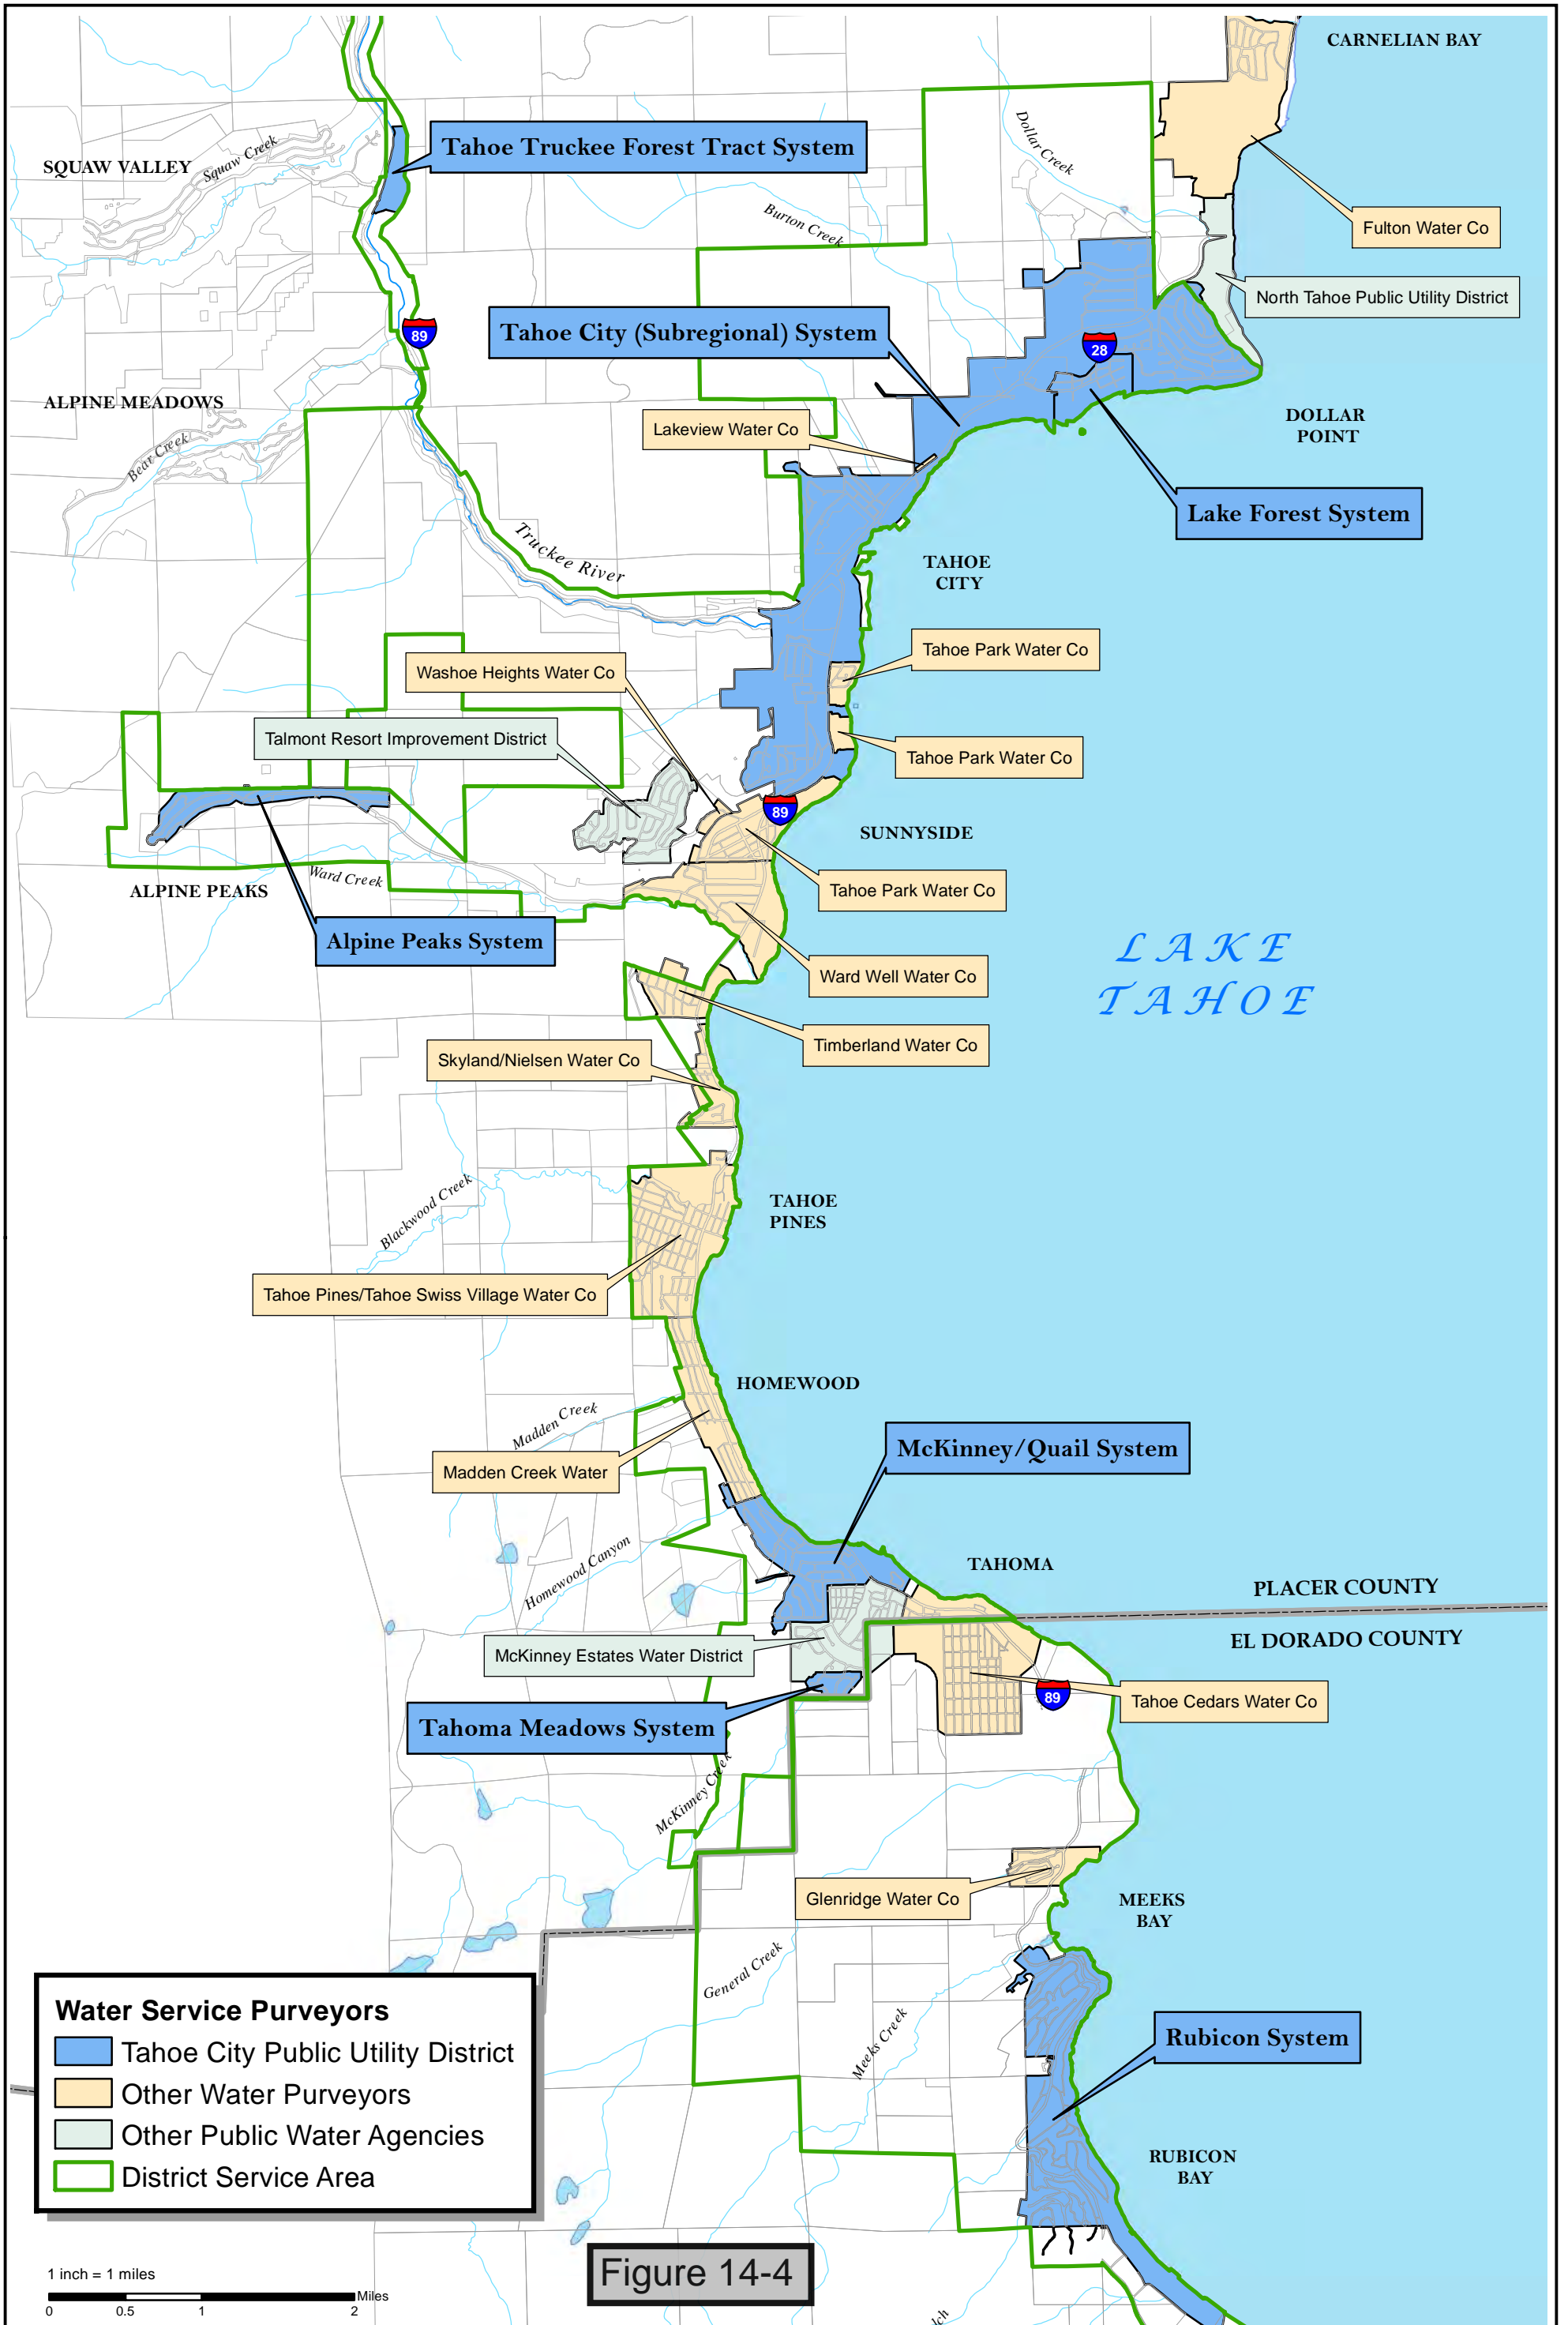 CARNELIAN BAY
Tahoe Truckee Forest Tract System
SQUAW VALLEY
Squaw Creek
Dollar Creek
Burton Creek
Fulton Water Co
North Tahoe Public Utility District
Tahoe City (Subregional) System
89
28
ALPINE MEADOWS
Bear Creek
Lakeview Water Co
DOLLAR
POINT
Lake Forest System
Truckee River
TAHOE
CITY
Tahoe Park Water Co
Washoe Heights Water Co
Talmont Resort Improvement District
Tahoe Park Water Co
89
SUNNYSIDE
Ward Creek
ALPINE PEAKS
Tahoe Park Water Co
Alpine Peaks System
LAKE
TAHOE
Ward Well Water Co
Timberland Water Co
Skyland/Nielsen Water Co
Blackwood Creek
TAHOE
PINES
Tahoe Pines/Tahoe Swiss Village Water Co
HOMEWOOD
Madden Creek
McKinney/Quail System
Madden Creek Water
Homewood Canyon
TAHOMA
PLACER COUNTY
EL DORADO COUNTY
McKinney Estates Water District
89
Tahoe Cedars Water Co
Tahoma Meadows System
McKinney Creek
Glenridge Water Co
MEEKS
BAY
General Creek
Meeks Creek
Rubicon System
RUBICON
BAY
Water Service Purveyors
Tahoe City Public Utility District
Other Water Purveyors
Other Public Water Agencies
District Service Area
Figure 14-4
1 inch = 1 miles
Miles
0 0.5 1 2